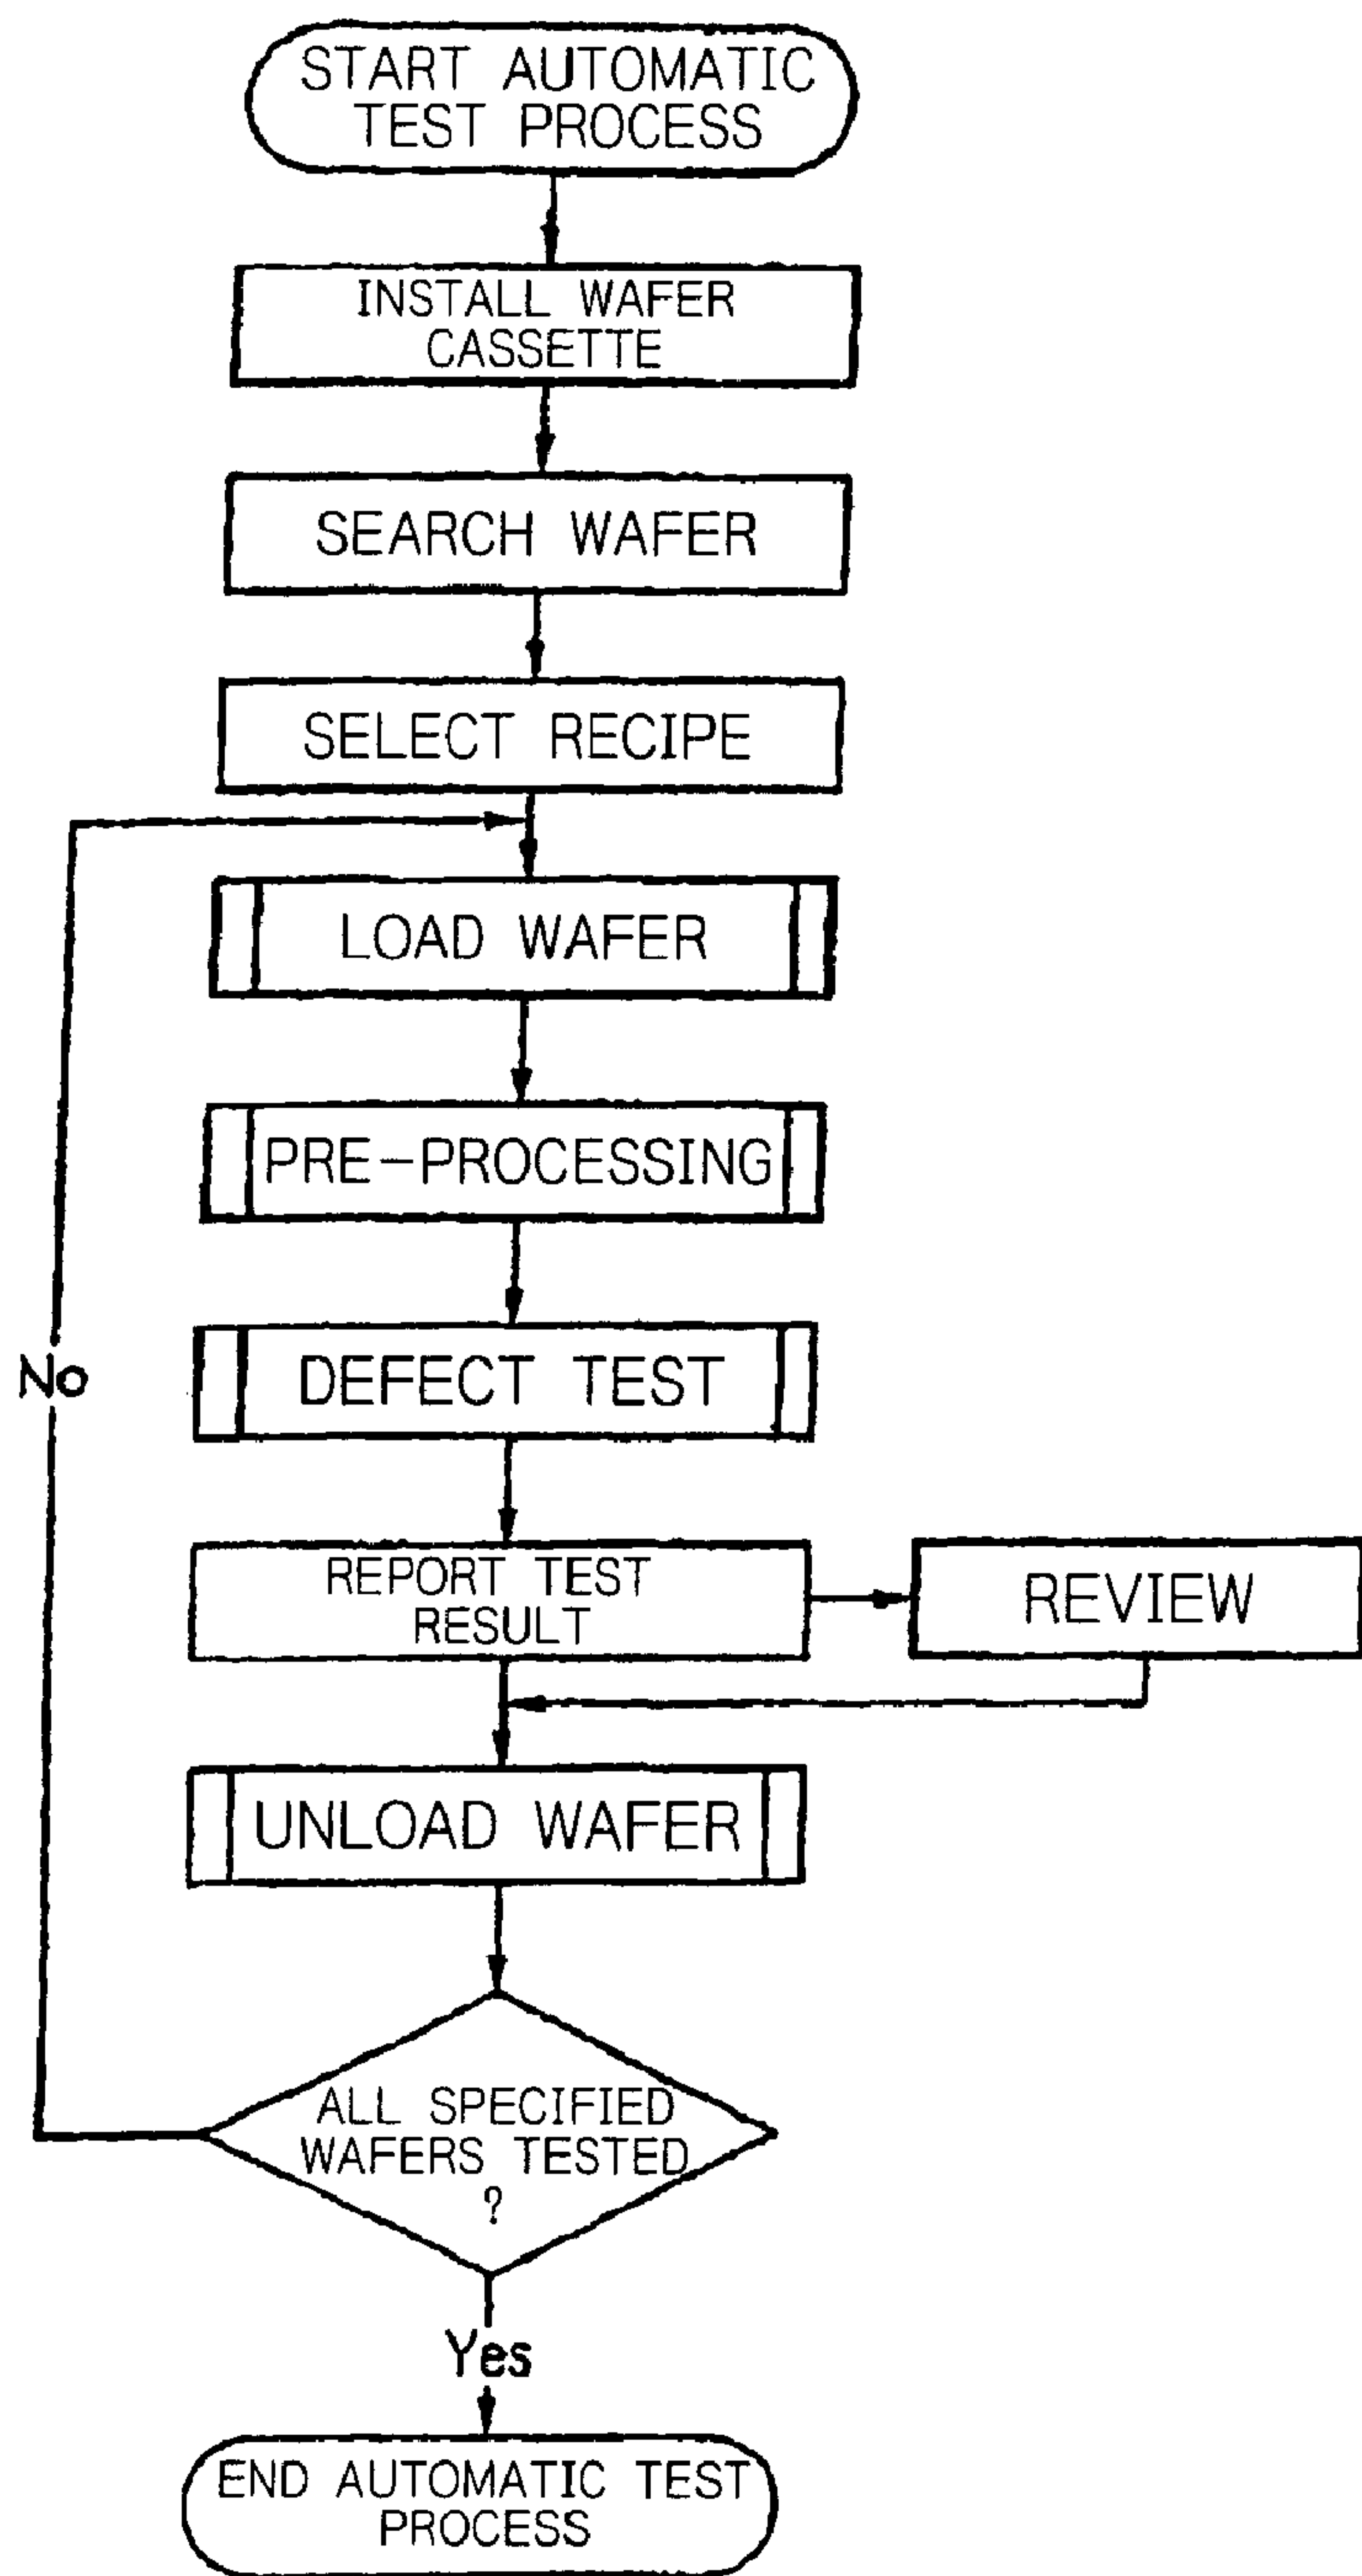 START AUTOMATIC
TEST PROCESS
INSTALL WAFER
CASSETTE
SEARCH WAFER
SELECT RECIPE
LOAD WAFER
PRE-PROCESSING
DEFECT TEST
No
REPORT TEST
RESULT
REVIEW
UNLOAD WAFER
ALL SPECIFIED
WAFERS TESTED
?
Yes
END AUTOMATIC TEST
PROCESS